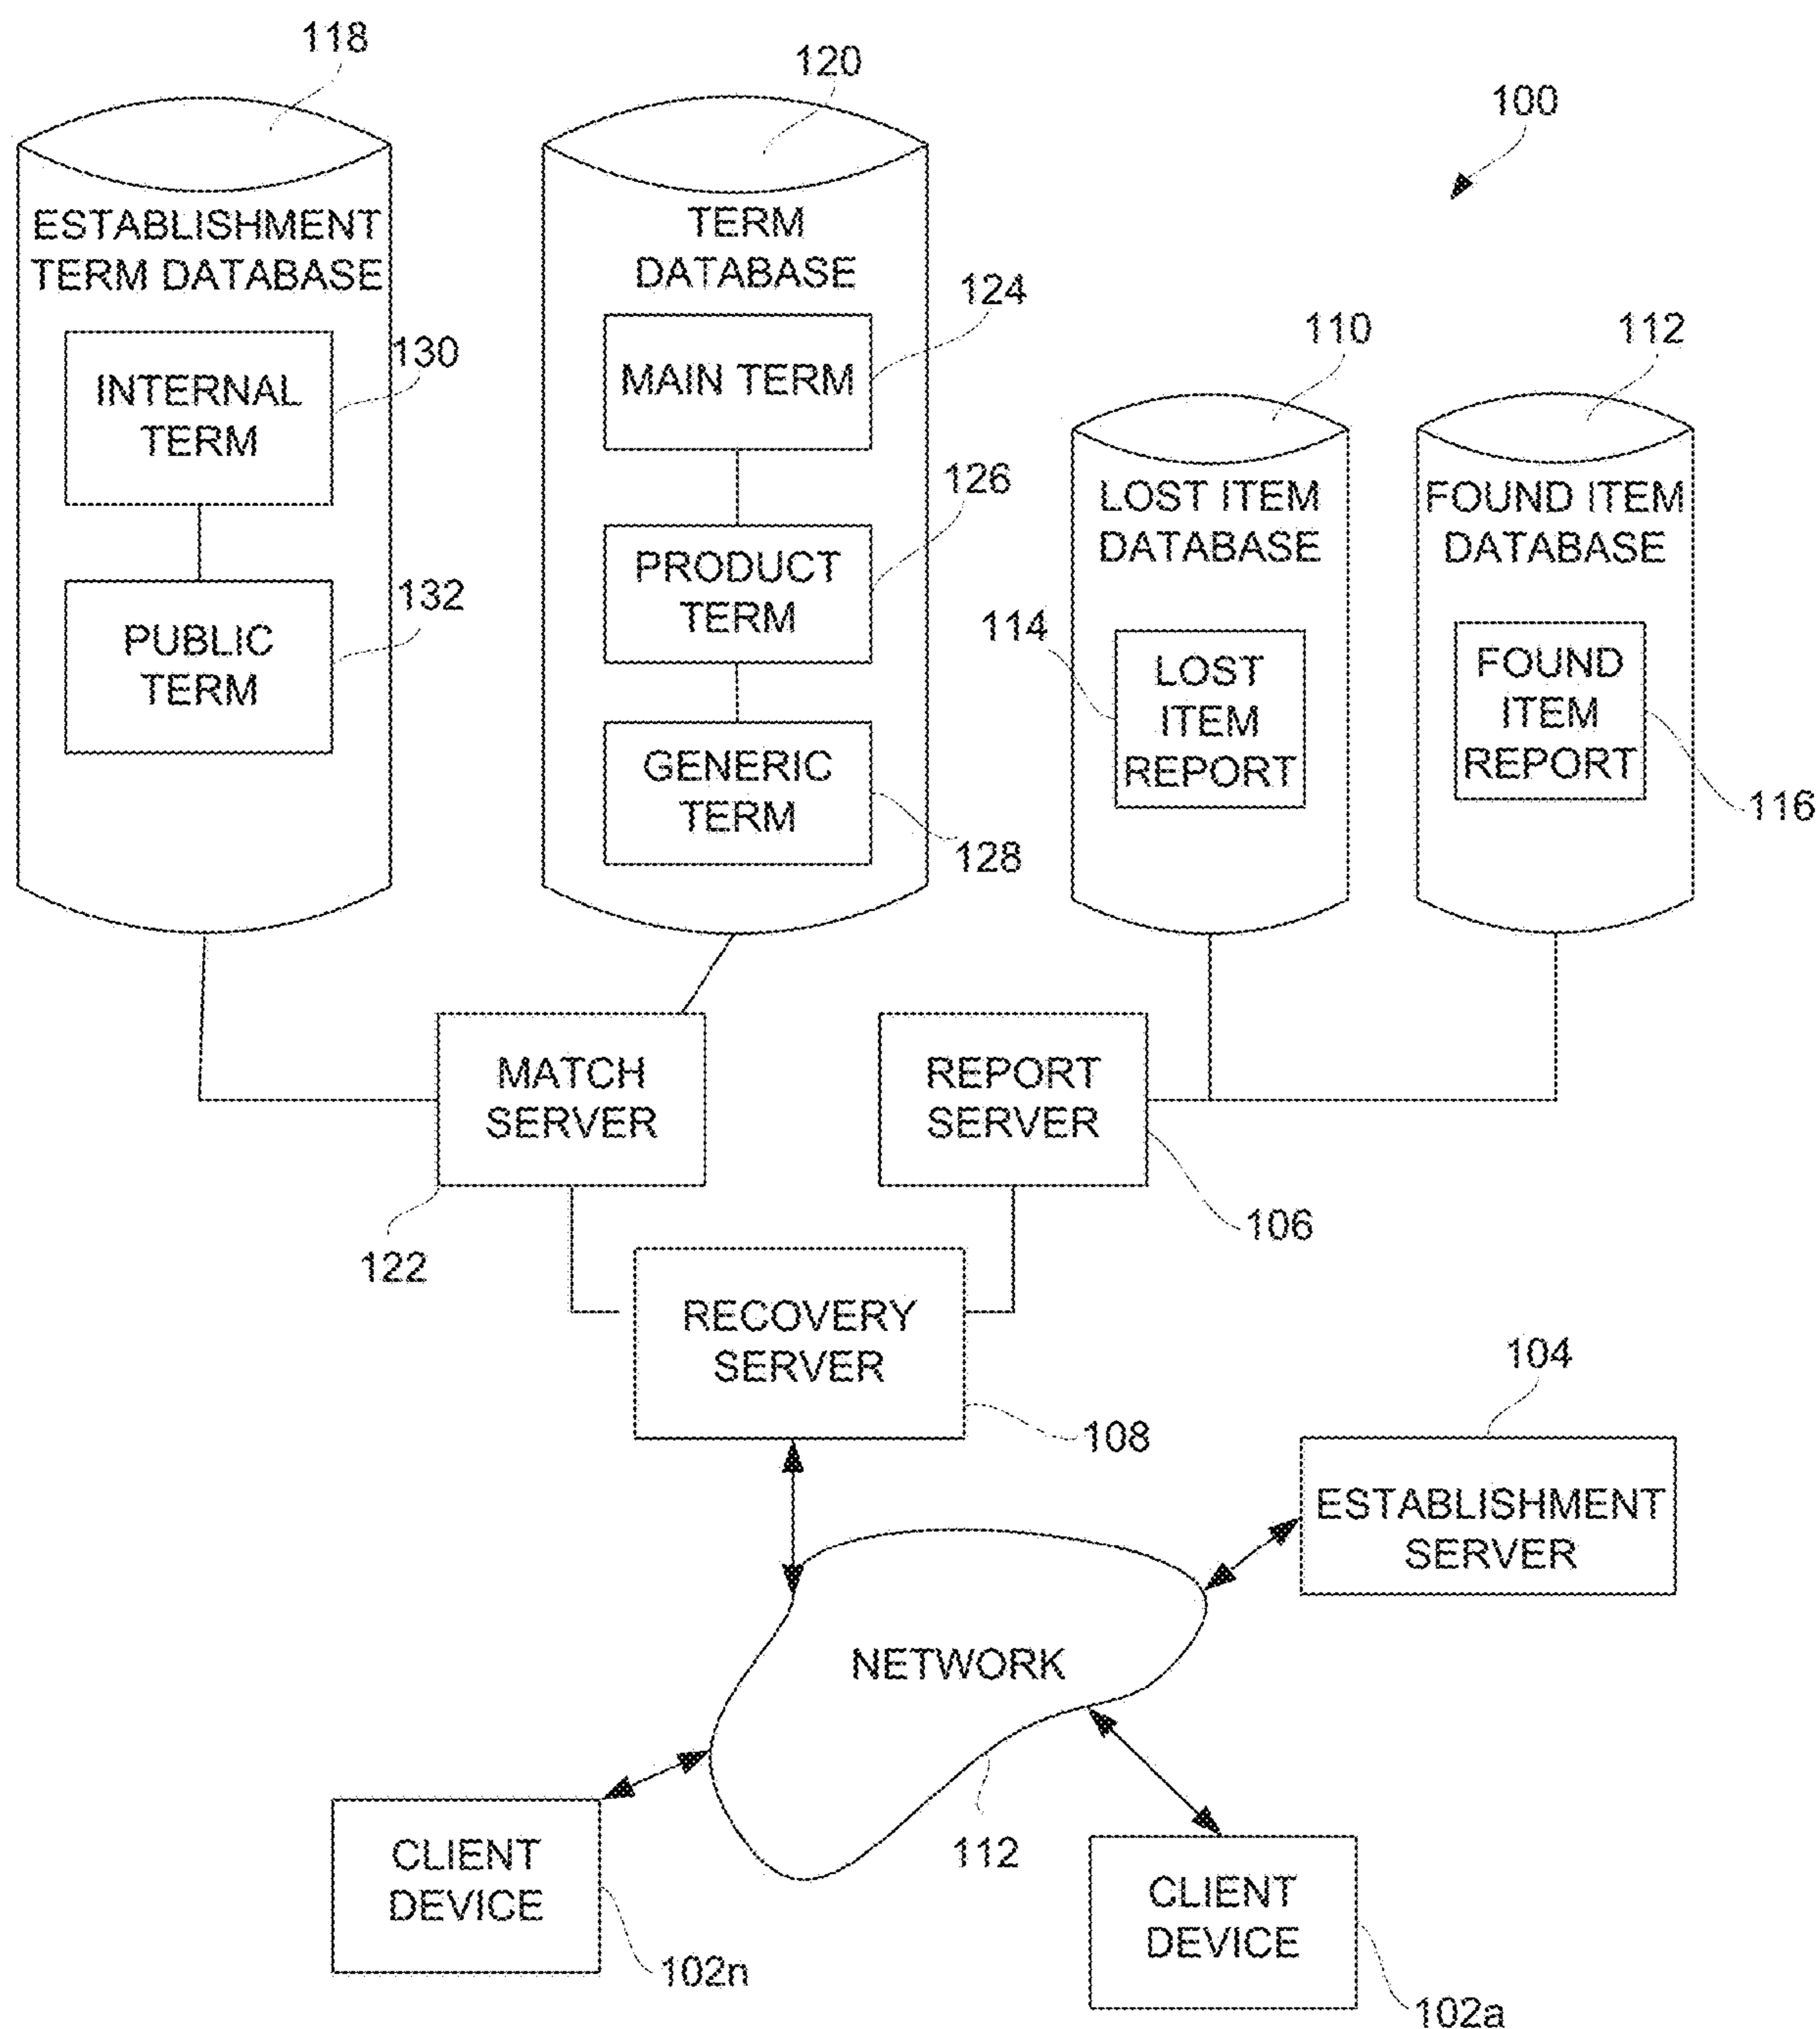 118
120
100
ESTABLISHMENT
TERM DATABASE
TERM
DATABASE
124
130
INTERNAL
TERM
MAIN TERM
110
112
126
LOST ITEM
DATABASE
FOUND ITEM
DATABASE
132
PUBLIC
TERM
PRODUCT
TERM
114
LOST
ITEM
REPORT
FOUND
ITEM
REPORT
116
GENERIC
TERM
128
MATCH
SERVER
REPORT
SERVER
122
106
RECOVERY
SERVER
108
104
ESTABLISHMENT
SERVER
NETWORK
112
CLIENT
DEVICE
102n
CLIENT
DEVICE
102a